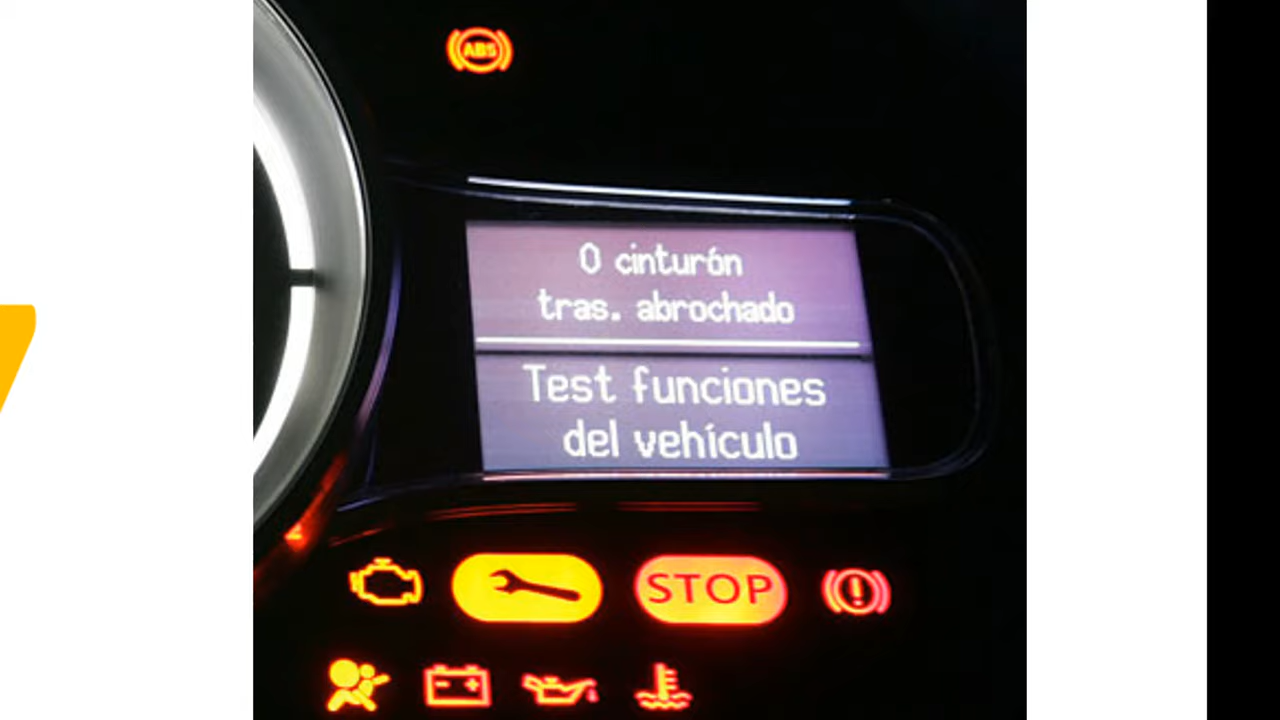 ABS
0 cinturón
tras. abrochado
Test funciones
del vehículo
STOP